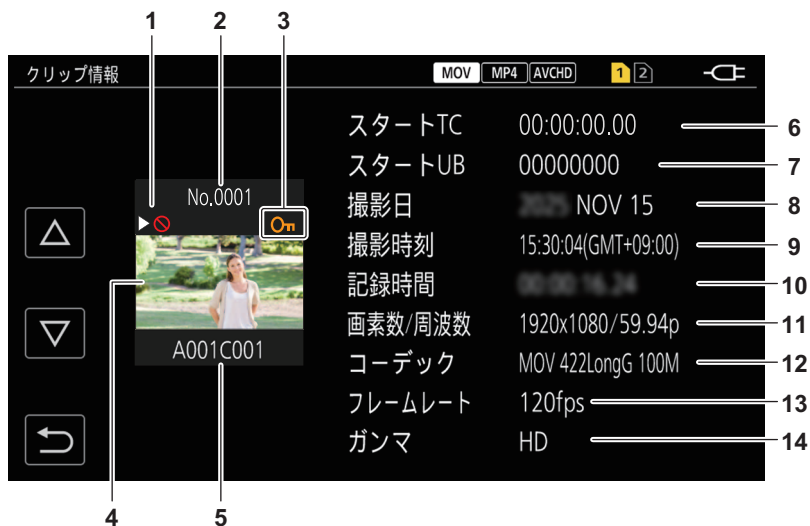 1 2 3
クリップ情報 MOV MP4 AVCHD 1 2
No.0001
A001C001
スタートTC 00:00:00.00 6
スタートUB 00000000 7
撮影日 NOV 15 8
撮影時刻 15:30:04(GMT+09:00) 9
記録時間 10
画素数/周波数 1920x1080/59.94p 11
コーデック MOV 422LongG 100M 12
フレームレート 120fps 13
ガンマ HD 14
4 5